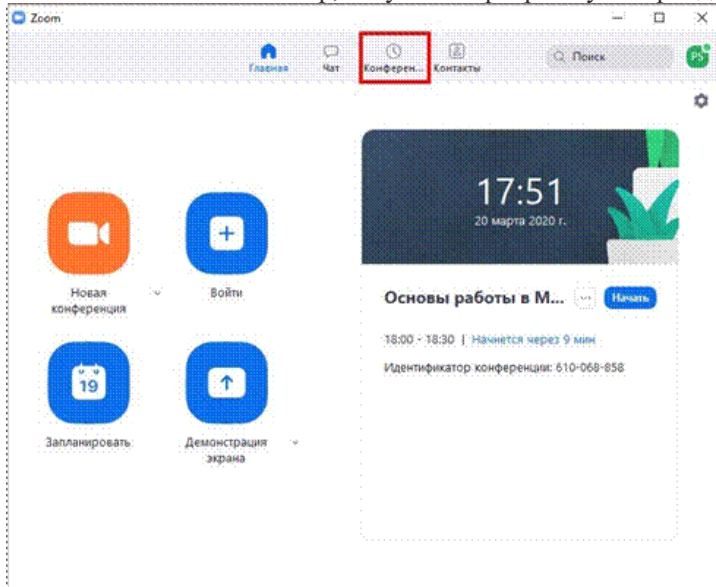 Zoom
Главная
Чат
Конферен...
Контакты
Поиск
PS
17:51
20 марта 2020 г.
Новая
конференция
Войти
Основы работы в М...
Начать
18:00 - 18:30 | Начнется через 9 мин
Идентификатор конференции: 610-068-858
19
Запланировать
Демонстрация
экрана